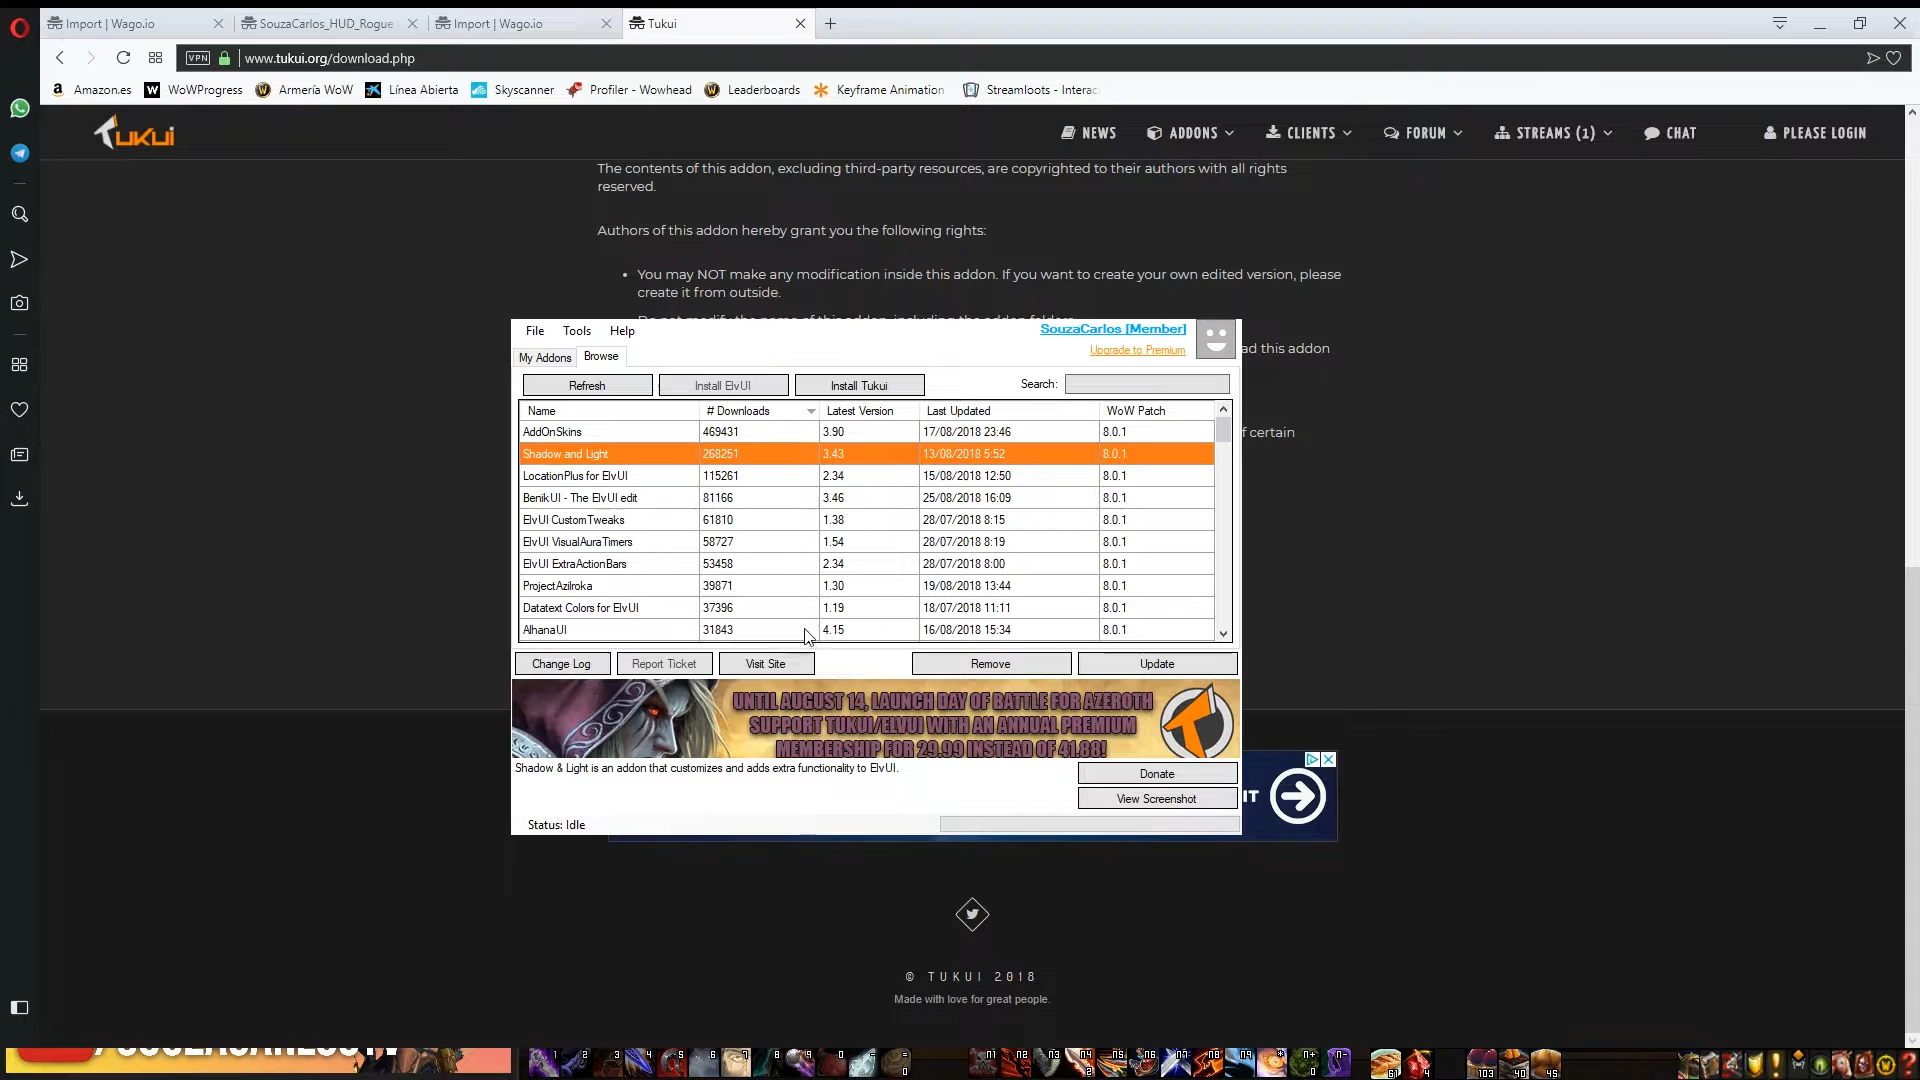 Import | Wago.io
SouzaCarlos_HUD_Rogue
Import | Wago.io
Tukui
VPN
www.tukui.org/download.php
Amazon.es
WoWProgress
Armería WoW
Línea Abierta
Skyscanner
Profiler - Wowhead
Leaderboards
Keyframe Animation
Streamloots - Interac
TUKUI
NEWS
ADDONS
CLIENTS
FORUM
STREAMS (1)
CHAT
PLEASE LOGIN
The contents of this addon, excluding third-party resources, are copyrighted to their authors with all rights
reserved.
Authors of this addon hereby grant you the following rights:
You may NOT make any modification inside this addon. If you want to create your own edited version, please
create it from outside.
ad this addon
f certain
File Tools Help
SouzaCarlos [Member]
Upgrade to Premium
My Addons Browse
Refresh Install ElvUI Install Tukui Search:
Name # Downloads Latest Version Last Updated WoW Patch
AddOnSkins 469431 3.90 17/08/2018 23:46 8.0.1
Shadow and Light 268251 3.43 13/08/2018 5:52 8.0.1
LocationPlus for ElvUI 115261 2.34 15/08/2018 12:50 8.0.1
BenikUI - The ElvUI edit 81166 3.46 25/08/2018 16:09 8.0.1
ElvUI CustomTweaks 61810 1.38 28/07/2018 8:15 8.0.1
ElvUI VisualAuraTimers 58727 1.54 28/07/2018 8:19 8.0.1
ElvUI ExtraActionBars 53458 2.34 28/07/2018 8:00 8.0.1
ProjectAzilroka 39871 1.30 19/08/2018 13:44 8.0.1
Datatext Colors for ElvUI 37396 1.19 18/07/2018 11:11 8.0.1
AlhanaUI 31843 4.15 16/08/2018 15:34 8.0.1
Change Log Report Ticket Visit Site Remove Update
UNTIL AUGUST 14, LAUNCH DAY OF BATTLE FOR AZEROTH
SUPPORT TUKUI/ELVUI WITH AN ANNUAL PREMIUM
MEMBERSHIP FOR 29.99 INSTEAD OF 41.88!
Shadow & Light is an addon that customizes and adds extra functionality to ElvUI.
Donate
View Screenshot
Status: Idle
IT
© TUKUI 2018
Made with love for great people.